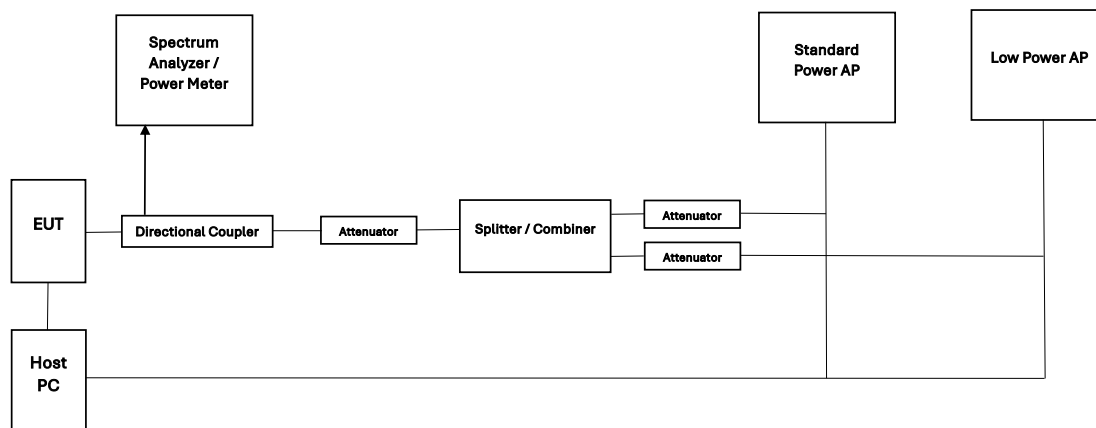 Spectrum
Analyzer /
Power Meter
Standard
Power AP
Low Power AP
EUT
Directional Coupler
Attenuator
Splitter / Combiner
Attenuator
Attenuator
Host
PC